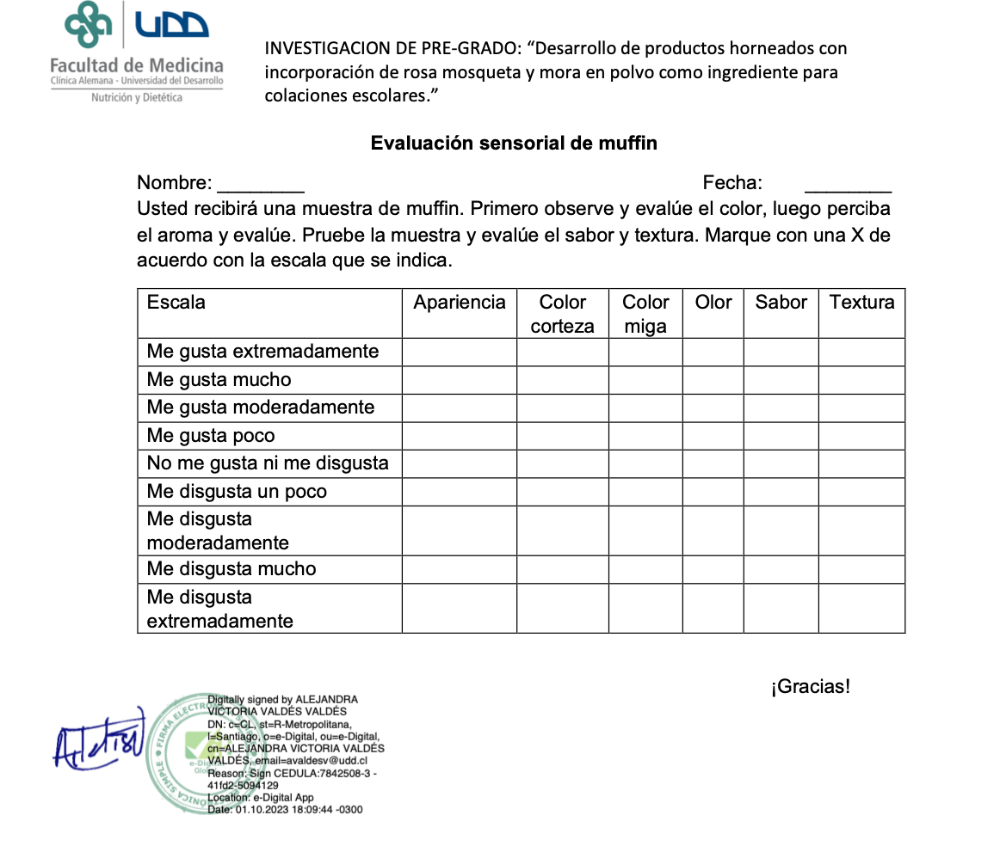 UDD
Facultad de Medicina
Clínica Alemana - Universidad del Desarrollo
Nutrición y Dietética
INVESTIGACION DE PRE-GRADO: “Desarrollo de productos horneados con
incorporación de rosa mosqueta y mora en polvo como ingrediente para
colaciones escolares.”
Evaluación sensorial de muffin
Nombre: ________ Fecha: ________
Usted recibirá una muestra de muffin. Primero observe y evalúe el color, luego perciba
el aroma y evalúe. Pruebe la muestra y evalúe el sabor y textura. Marque con una X de
acuerdo con la escala que se indica.
Escala Apariencia Color Color Olor Sabor Textura
corteza miga
Me gusta extremadamente
Me gusta mucho
Me gusta moderadamente
Me gusta poco
No me gusta ni me disgusta
Me disgusta un poco
Me disgusta
moderadamente
Me disgusta mucho
Me disgusta
extremadamente
¡Gracias!
FIRMA ELECTRÓNICA SIMPLE
Digitally signed by ALEJANDRA
VICTORIA VALDÉS VALDÉS
DN: c=CL, st=R-Metropolitana,
l=Santiago, o=e-Digital, ou=e-Digital,
cn=ALEJANDRA VICTORIA VALDÉS
VALDÉS, email=avaldesv@udd.cl
Reason: Sign CEDULA:7842508-3 -
41fd2-5094129
Location: e-Digital App
Date: 01.10.2023 18:09:44 -0300